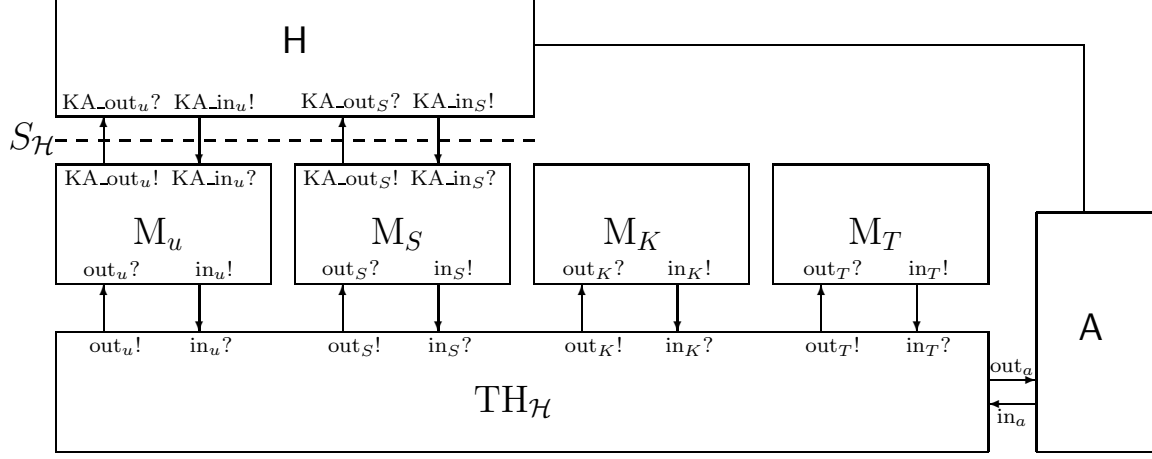 H
KA_out_u? KA_in_u! KA_out_S? KA_in_S!
S_ℋ
KA_out_u! KA_in_u? KA_out_S! KA_in_S?
M_u M_S M_K M_T
out_u? in_u! out_S? in_S! out_K? in_K! out_T? in_T!
out_u! in_u? out_S! in_S? out_K! in_K? out_T! in_T?
A
out_a
TH_ℋ
in_a